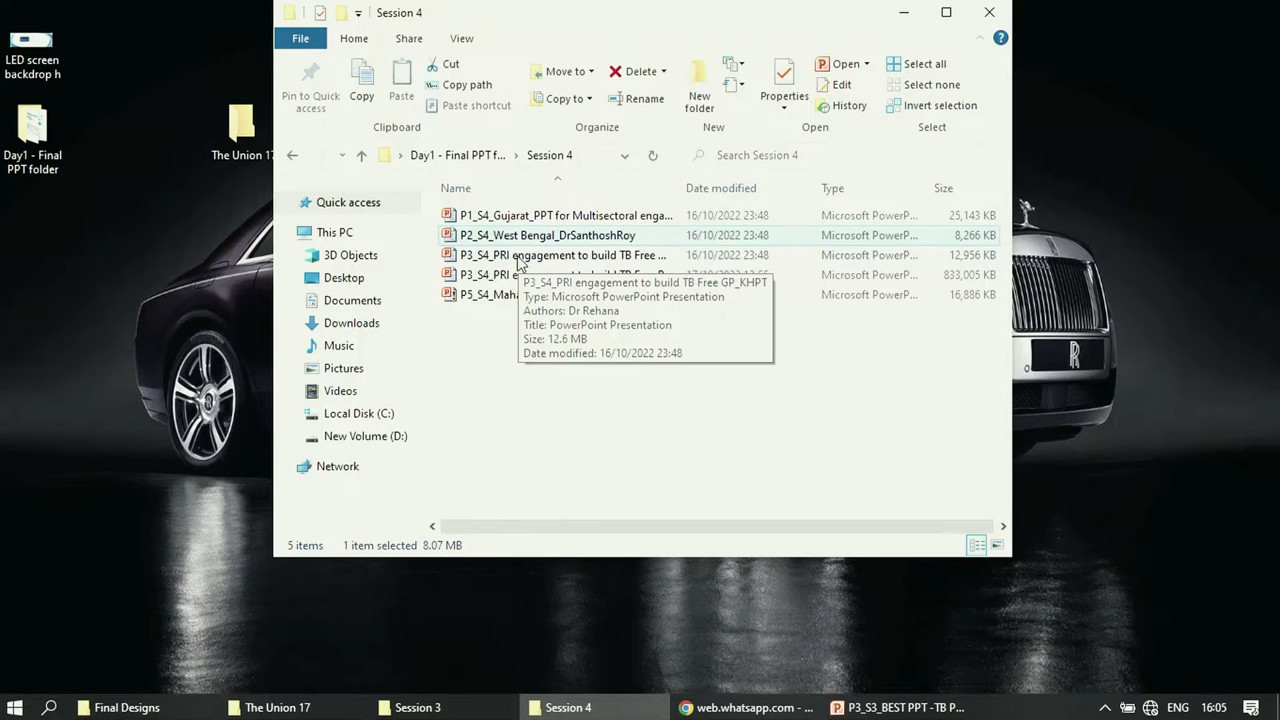 Session 4
File
Home
Share
View
LED screen
backdrop h
Day1 - Final
PPT folder
The Union 17
Pin to Quick
access
Copy
Paste
Cut
Copy path
Paste shortcut
Clipboard
Move to
Copy to
Delete
Rename
Organize
New
folder
New
Properties
Open
Edit
History
Open
Select all
Select none
Invert selection
Select
Day1 - Final PPT f...
Session 4
Search Session 4
Name
Date modified
Type
Size
Quick access
This PC
3D Objects
Desktop
Documents
Downloads
Music
Pictures
Videos
Local Disk (C:)
New Volume (D:)
Network
P1_S4_Gujarat_PPT for Multisectoral enga... 16/10/2022 23:48 Microsoft PowerP... 25,143 KB
P2_S4_West Bengal_DrSanthoshRoy 16/10/2022 23:48 Microsoft PowerP... 8,266 KB
P3_S4_PRI engagement to build TB Free ... 16/10/2022 23:48 Microsoft PowerP... 12,956 KB
P3_S4_PRI Microsoft PowerP... 833,005 KB
P5_S4_Maha Microsoft PowerP... 16,886 KB
P3_S4_PRI engagement to build TB Free GP_KHPT
Type: Microsoft PowerPoint Presentation
Authors: Dr Rehana
Title: PowerPoint Presentation
Size: 12.6 MB
Date modified: 16/10/2022 23:48
5 items
1 item selected 8.07 MB
Final Designs
The Union 17
Session 3
Session 4
web.whatsapp.com - ...
P3_S3_BEST PPT -TB P...
ENG
16:05